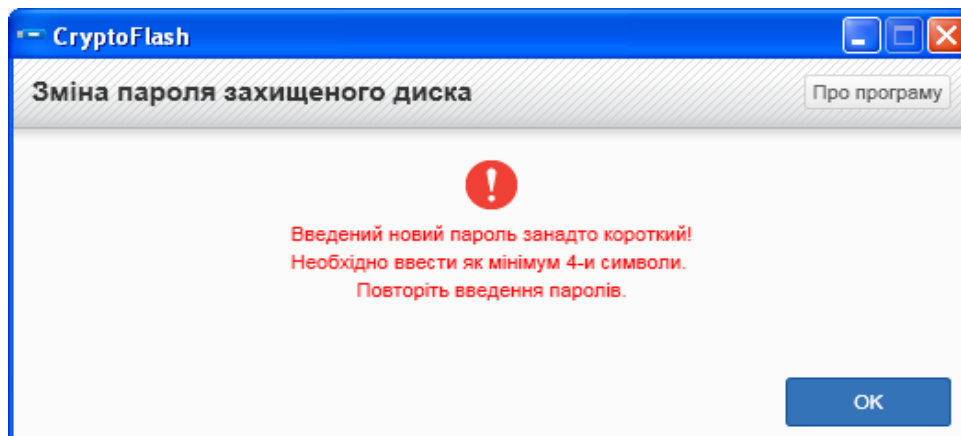 CryptoFlash
Зміна пароля захищеного диска
Про програму
Введений новий пароль занадто короткий!
Необхідно ввести як мінімум 4-и символи.
Повторіть введення паролів.
OK